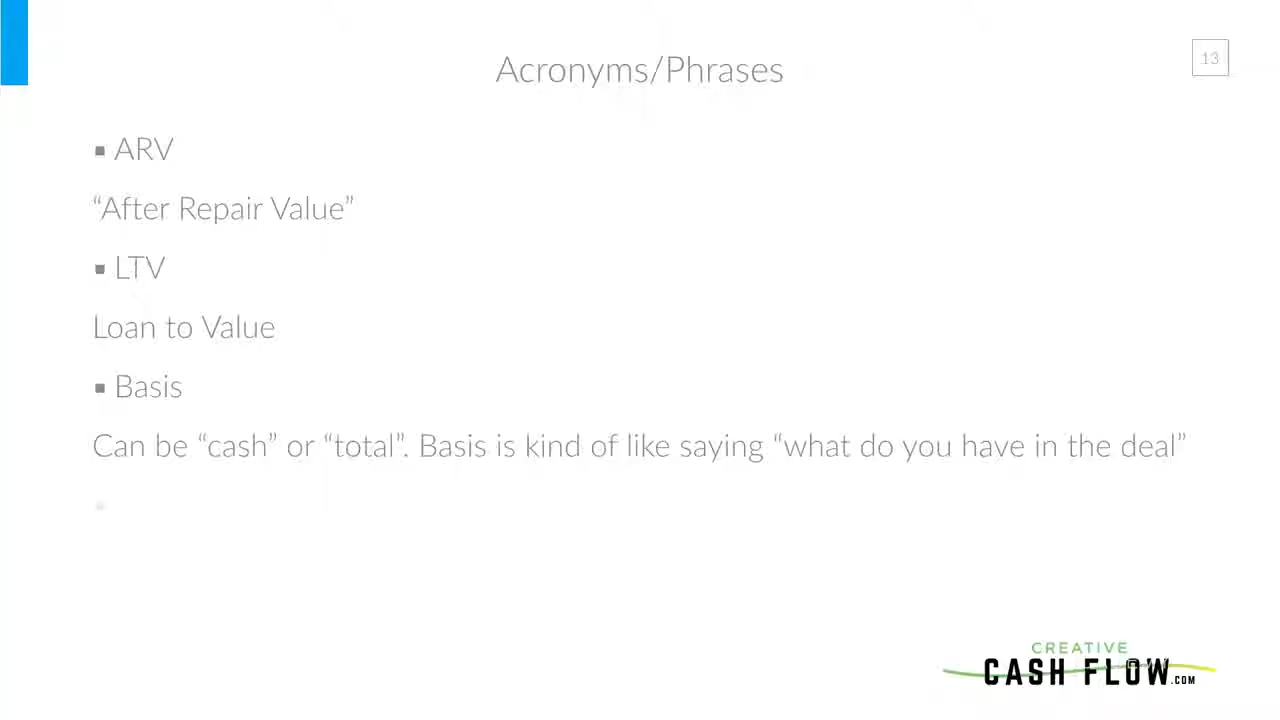 Acronyms/Phrases
13
▪ ARV
“After Repair Value”
▪ LTV
Loan to Value
▪ Basis
Can be “cash” or “total”. Basis is kind of like saying “what do you have in the deal”
CREATIVE
CASH FLOW.COM